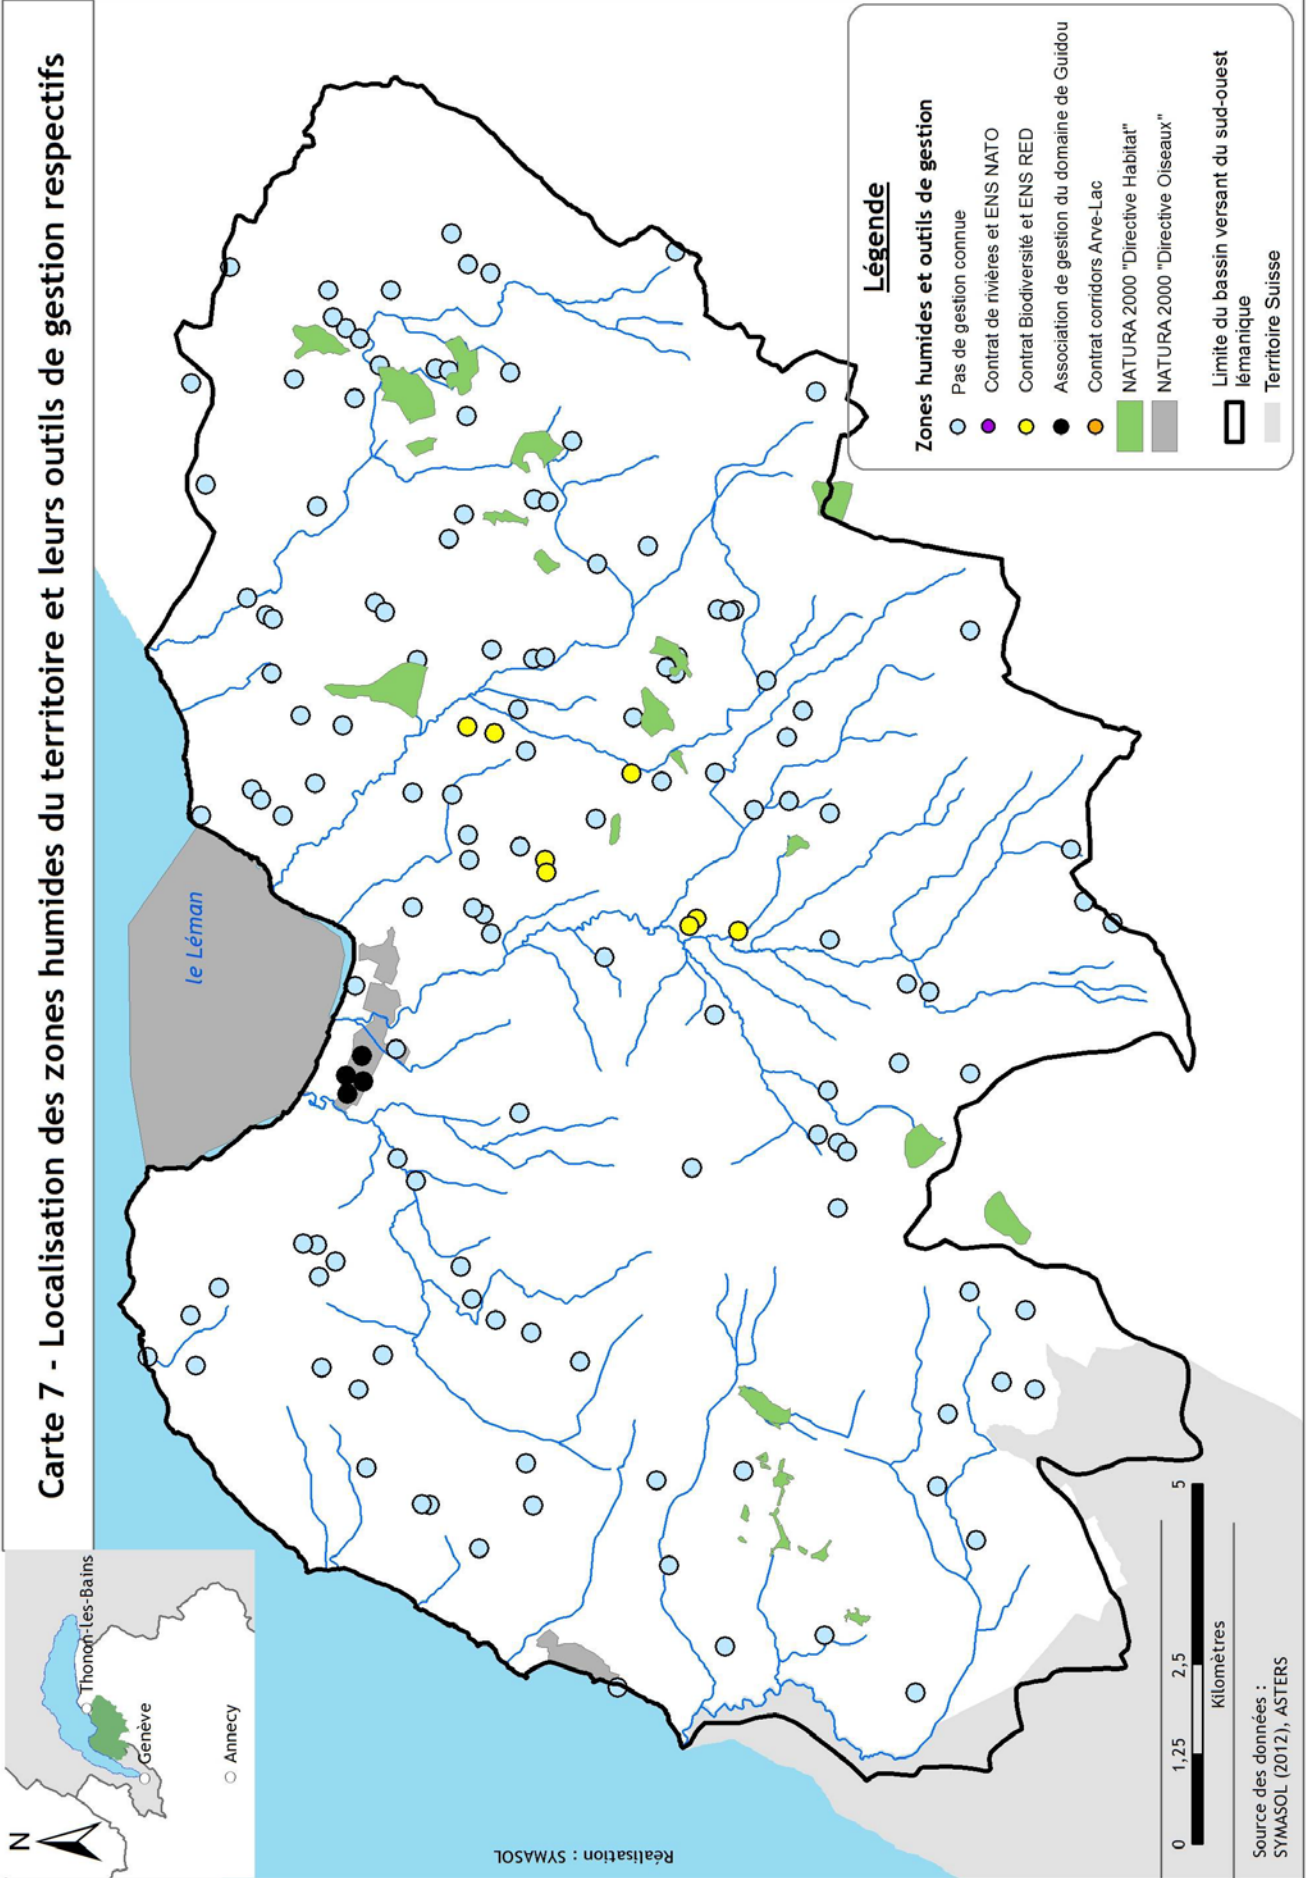 Carte 7 - Localisation des zones humides du territoire et leurs outils de gestion respectifs
N
Thonon-les-Bains
Genève
Annecy
le Léman
Légende
Zones humides et outils de gestion
Pas de gestion connue
Contrat de rivières et ENS NATO
Contrat Biodiversité et ENS RED
Association de gestion du domaine de Guidou
Contrat corridors Arve-Lac
NATURA 2000 "Directive Habitat"
NATURA 2000 "Directive Oiseaux"
Limite du bassin versant du sud-ouest
lémanique
Territoire Suisse
Réalisation : SYMASOL
0 1,25 2,5 5
Kilomètres
Source des données :
SYMASOL (2012), ASTERS